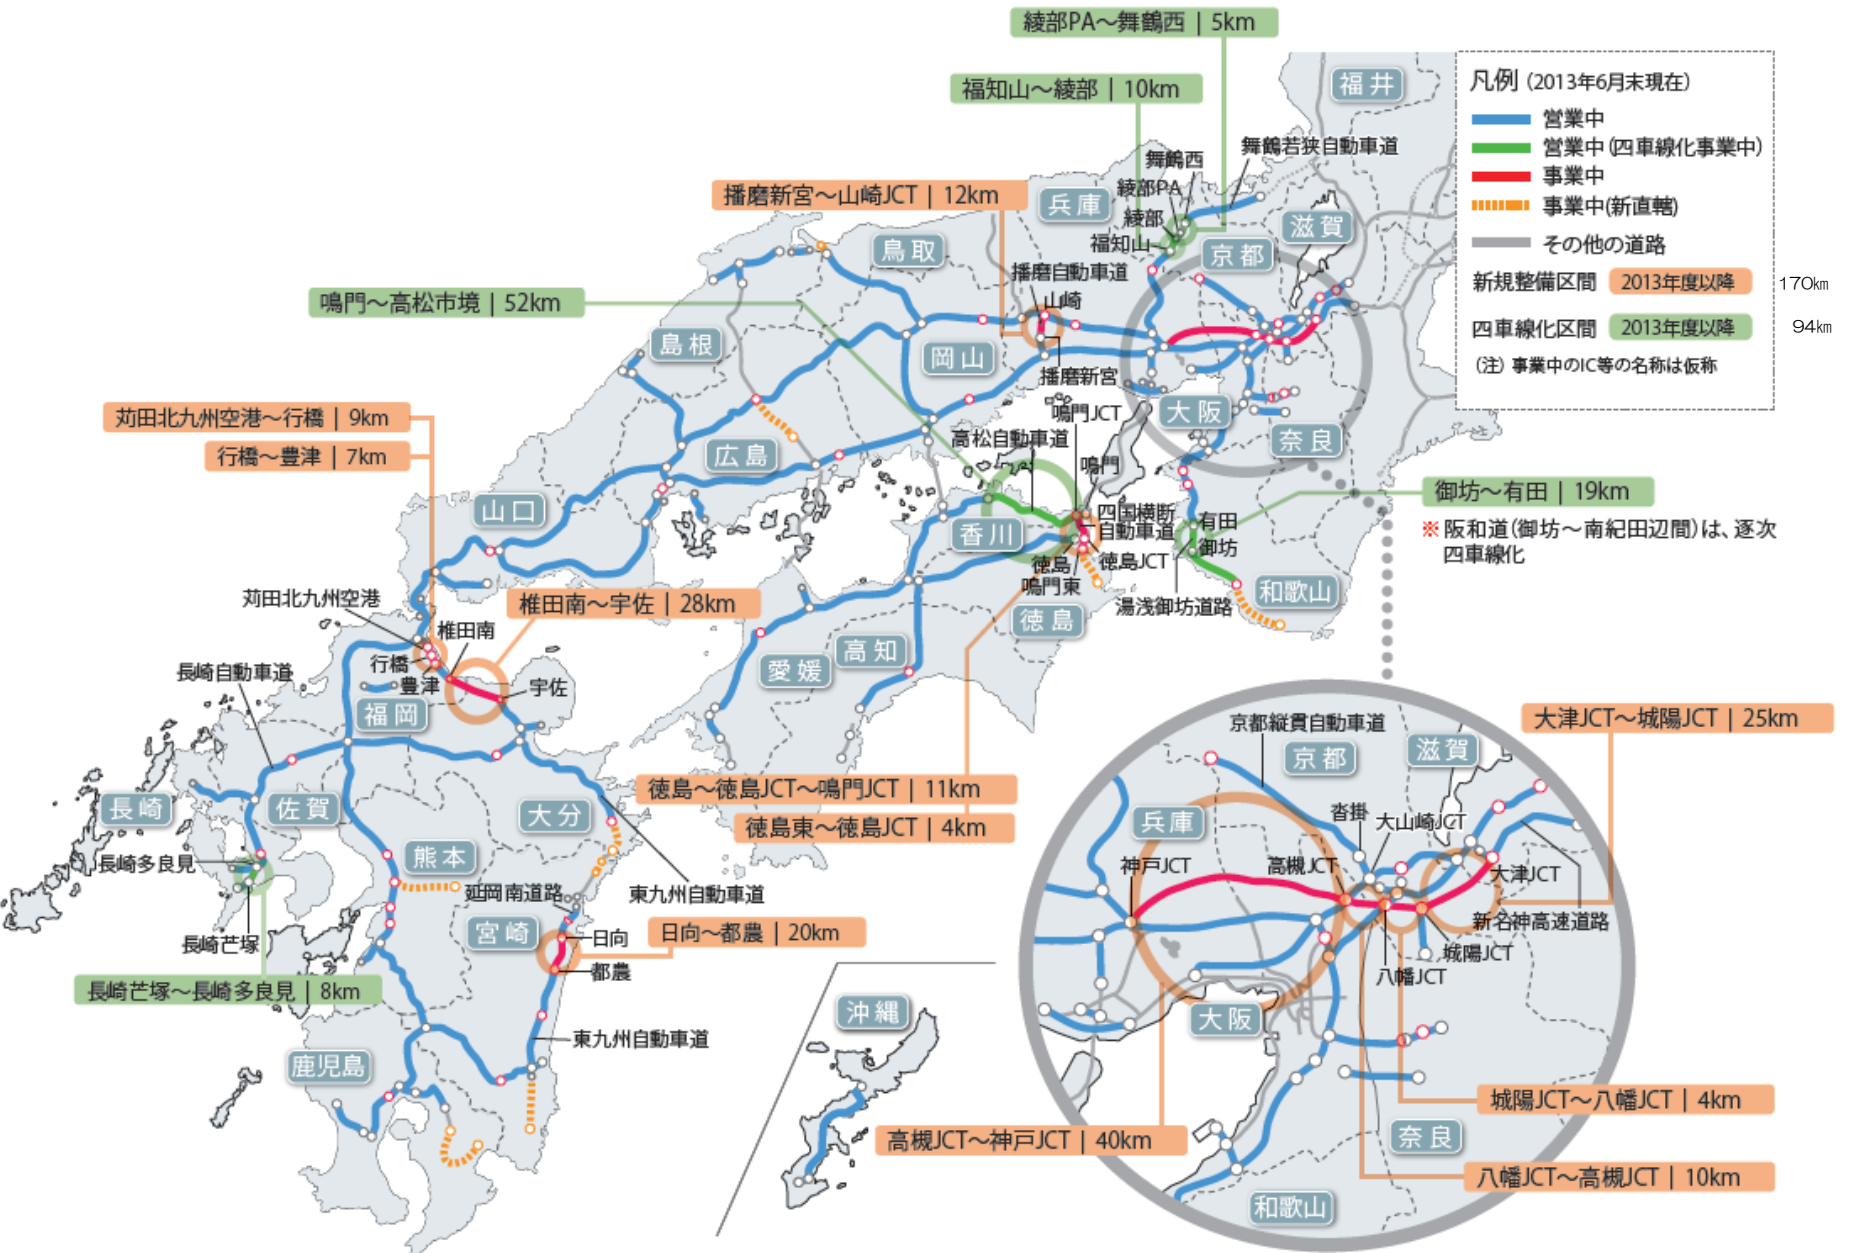 綾部PA～舞鶴西 | 5km
福知山～綾部 | 10km
播磨新宮～山崎JCT | 12km
鳴門～高松市境 | 52km
苅田北九州空港～行橋 | 9km
行橋～豊津 | 7km
椎田南～宇佐 | 28km
御坊～有田 | 19km
※阪和道(御坊～南紀田辺間)は、逐次
四車線化
徳島～徳島JCT～鳴門JCT | 11km
徳島東～徳島JCT | 4km
日向～都農 | 20km
長崎芒塚～長崎多良見 | 8km
大津JCT～城陽JCT | 25km
城陽JCT～八幡JCT | 4km
八幡JCT～高槻JCT | 10km
高槻JCT～神戸JCT | 40km
凡例 (2013年6月末現在)
営業中
営業中(四車線化事業中)
事業中
事業中(新直轄)
その他の道路
新規整備区間 2013年度以降 170km
四車線化区間 2013年度以降 94km
(注) 事業中のIC等の名称は仮称
福井
舞鶴西
舞鶴若狭自動車道
綾部PA
綾部
福知山
兵庫
京都
滋賀
鳥取
播磨自動車道
山崎
播磨新宮
島根
岡山
広島
山口
大阪
奈良
鳴門JCT
高松自動車道
鳴門
四国横断
自動車道
香川
徳島
徳島JCT
鳴門東
徳島
有田
御坊
湯浅御坊道路
和歌山
愛媛
高知
苅田北九州空港
椎田南
行橋
豊津
宇佐
長崎自動車道
福岡
長崎
佐賀
大分
熊本
長崎多良見
長崎芒塚
延岡南道路
東九州自動車道
宮崎
日向
都農
東九州自動車道
鹿児島
沖縄
京都縦貫自動車道
京都
滋賀
兵庫
沓掛
大山崎JCT
神戸JCT
高槻JCT
大津JCT
新名神高速道路
城陽JCT
八幡JCT
大阪
奈良
和歌山